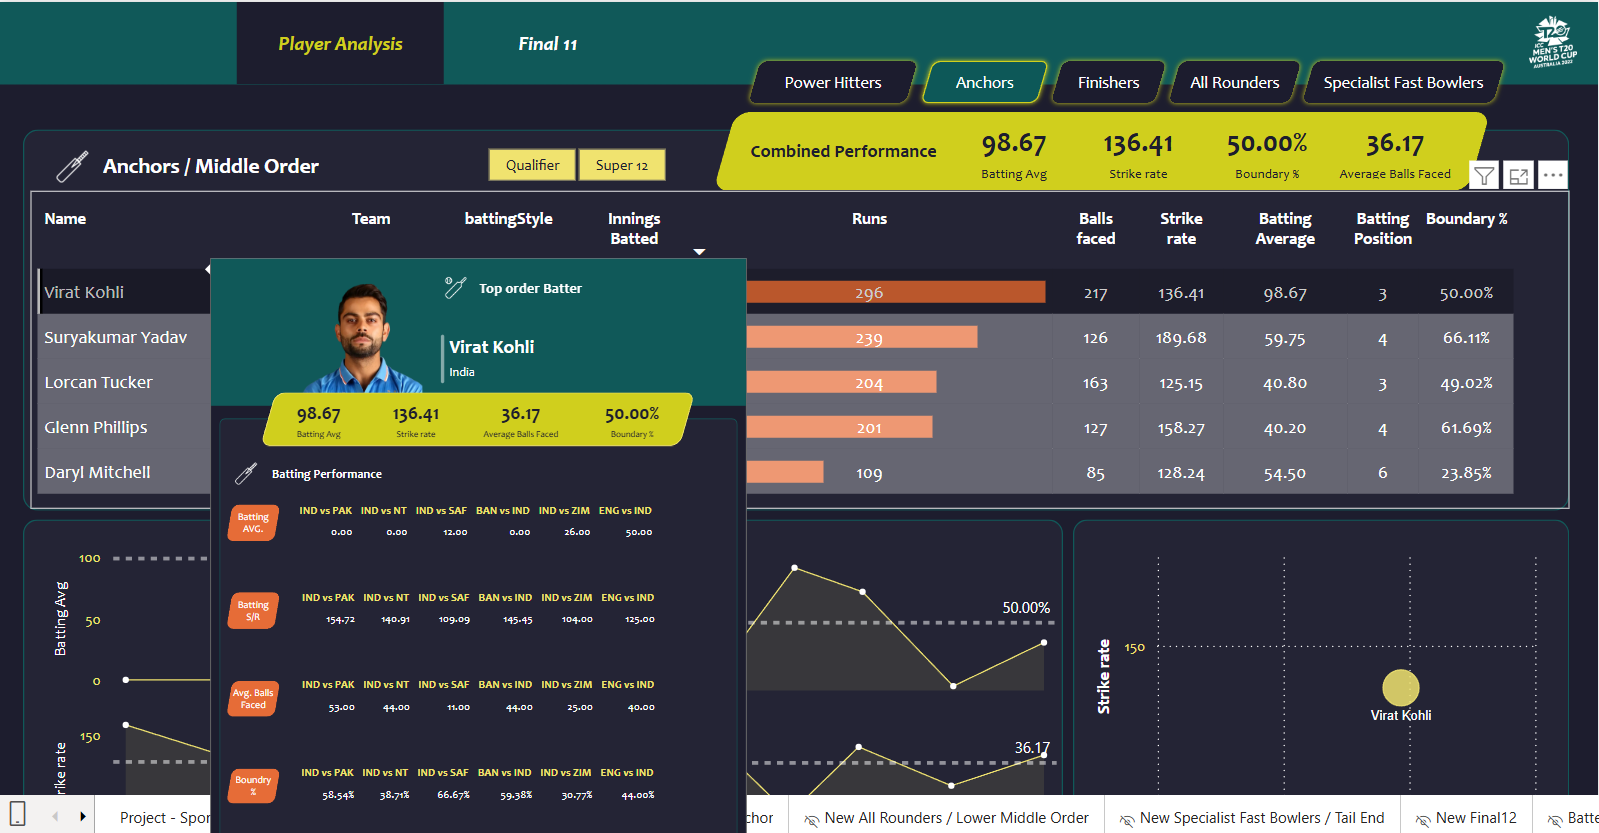 Player Analysis
Final 11
ICC
MEN'S T20
WORLD CUP
AUSTRALIA 2022
Power Hitters
Anchors
Finishers
All Rounders
Specialist Fast Bowlers
Anchors / Middle Order
Qualifier
Super 12
Combined Performance
98.67
Batting Avg
136.41
Strike rate
50.00%
Boundary %
36.17
Average Balls Faced
Name Team battingStyle Innings Batted Runs Balls faced Strike rate Batting Average Batting Position Boundary %
Virat Kohli 296 217 136.41 98.67 3 50.00%
Suryakumar Yadav 239 126 189.68 59.75 4 66.11%
Lorcan Tucker 204 163 125.15 40.80 3 49.02%
Glenn Phillips 201 127 158.27 40.20 4 61.69%
Daryl Mitchell 109 85 128.24 54.50 6 23.85%
Top order Batter
Virat Kohli
India
98.67 136.41 36.17 50.00%
Batting Avg Strike rate Average Balls Faced Boundary %
Batting Performance
Batting AVG.
IND vs PAK IND vs NT IND vs SAF BAN vs IND IND vs ZIM ENG vs IND
0.00 0.00 12.00 0.00 26.00 50.00
Batting S/R
IND vs PAK IND vs NT IND vs SAF BAN vs IND IND vs ZIM ENG vs IND
154.72 140.91 109.09 145.45 104.00 125.00
Avg. Balls Faced
IND vs PAK IND vs NT IND vs SAF BAN vs IND IND vs ZIM ENG vs IND
53.00 44.00 11.00 44.00 25.00 40.00
Boundry %
IND vs PAK IND vs NT IND vs SAF BAN vs IND IND vs ZIM ENG vs IND
58.54% 38.71% 66.67% 59.38% 30.77% 44.00%
Batting Avg
100
50
0
150
rike rate
50.00%
36.17
Strike rate
150
Virat Kohli
Project - Spor
chor
New All Rounders / Lower Middle Order
New Specialist Fast Bowlers / Tail End
New Final12
Batte